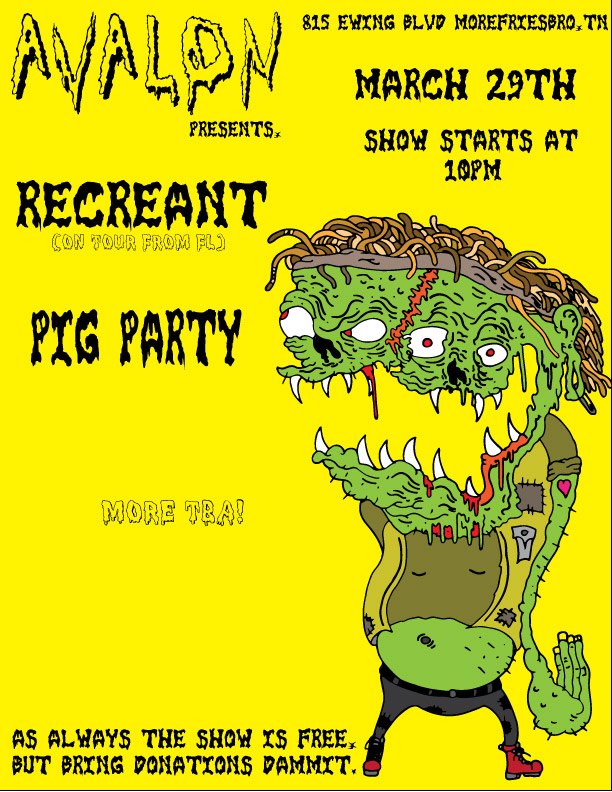 AVALON
PRESENTS.
815 EWING BLVD MOREFRIESBRO.TN
MARCH 29TH
SHOW STARTS AT
10PM
RECREANT
(ON TOUR FROM FL)
PIG PARTY
MORE TBA!
AS ALWAYS THE SHOW IS FREE.
BUT BRING DONATIONS DAMMIT.